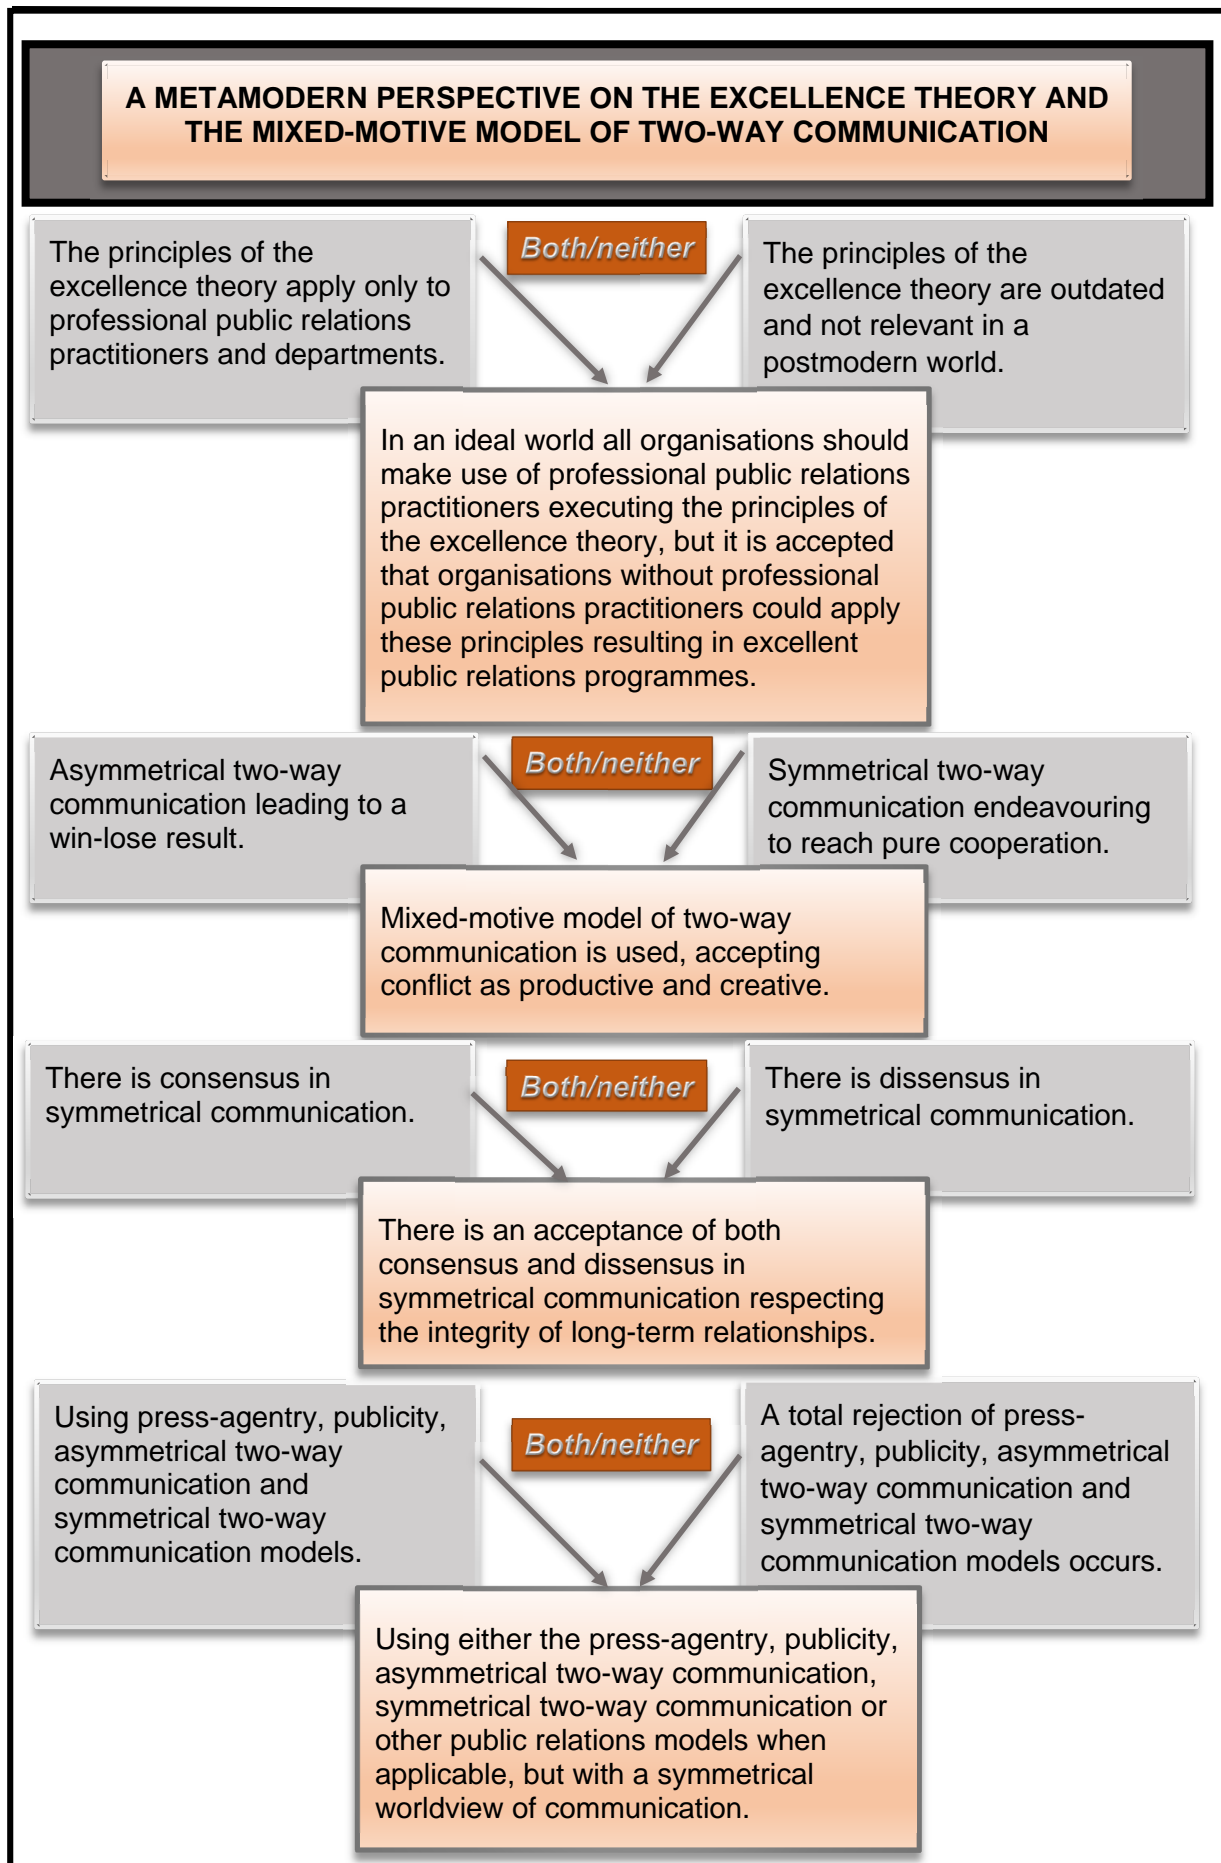 A METAMODERN PERSPECTIVE ON THE EXCELLENCE THEORY AND
THE MIXED-MOTIVE MODEL OF TWO-WAY COMMUNICATION
The principles of the
excellence theory apply only to
professional public relations
practitioners and departments.
Both/neither
The principles of the
excellence theory are outdated
and not relevant in a
postmodern world.
In an ideal world all organisations should
make use of professional public relations
practitioners executing the principles of
the excellence theory, but it is accepted
that organisations without professional
public relations practitioners could apply
these principles resulting in excellent
public relations programmes.
Asymmetrical two-way
communication leading to a
win-lose result.
Both/neither
Symmetrical two-way
communication endeavouring
to reach pure cooperation.
Mixed-motive model of two-way
communication is used, accepting
conflict as productive and creative.
There is consensus in
symmetrical communication.
Both/neither
There is dissensus in
symmetrical communication.
There is an acceptance of both
consensus and dissensus in
symmetrical communication respecting
the integrity of long-term relationships.
Using press-agentry, publicity,
asymmetrical two-way
communication and
symmetrical two-way
communication models.
Both/neither
A total rejection of press-
agentry, publicity, asymmetrical
two-way communication and
symmetrical two-way
communication models occurs.
Using either the press-agentry, publicity,
asymmetrical two-way communication,
symmetrical two-way communication or
other public relations models when
applicable, but with a symmetrical
worldview of communication.